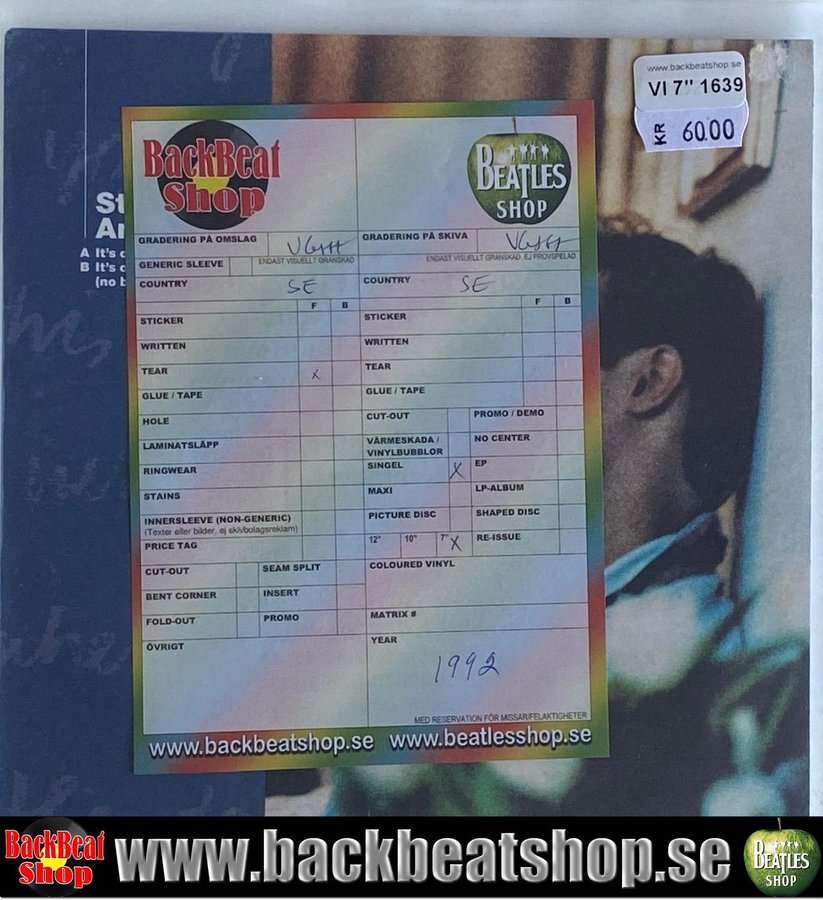 www.backbeatshop.se
VI 7" 1639
KR 60.00
St
A
A It's
B It's
(no
BackBeat
Shop
BEATLES
SHOP
GRADERING PÅ OMSLAG VG++ GRADERING PÅ SKIVA VG++
ENDAST VISUELLT GRANSKAD ENDAST VISUELLT GRANSKAD, EJ PROVSPELAD
GENERIC SLEEVE
COUNTRY SE COUNTRY SE
F B F B
STICKER STICKER
WRITTEN WRITTEN
TEAR X TEAR
GLUE / TAPE GLUE / TAPE
HOLE CUT-OUT PROMO / DEMO
LAMINATSLÄPP VÄRMESKADA / NO CENTER
VINYLBUBBLOR
RINGWEAR SINGEL X EP
STAINS MAXI LP-ALBUM
INNERSLEEVE (NON-GENERIC) PICTURE DISC SHAPED DISC
(Texter eller bilder, ej skivbolagsreklam)
PRICE TAG 12" 10" 7" X RE-ISSUE
CUT-OUT SEAM SPLIT COLOURED VINYL
BENT CORNER INSERT
FOLD-OUT PROMO MATRIX #
ÖVRIGT YEAR
1992
MED RESERVATION FÖR MISSAR/FELAKTIGHETER
www.backbeatshop.se www.beatlesshop.se
BackBeat
Shop
www.backbeatshop.se
BEATLES
SHOP